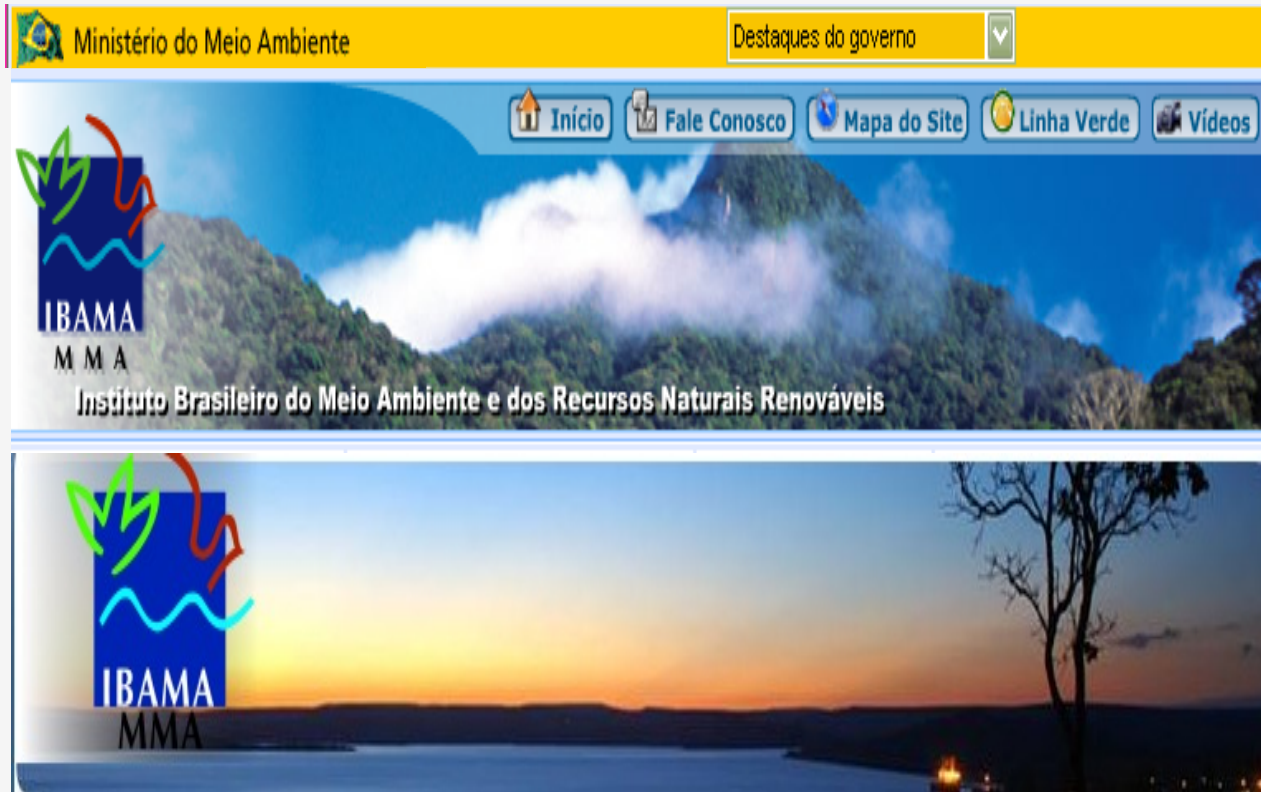 Ministério do Meio Ambiente
Destaques do governo
Início Fale Conosco Mapa do Site Linha Verde Vídeos
IBAMA
M M A
Instituto Brasileiro do Meio Ambiente e dos Recursos Naturais Renováveis
IBAMA
MMA